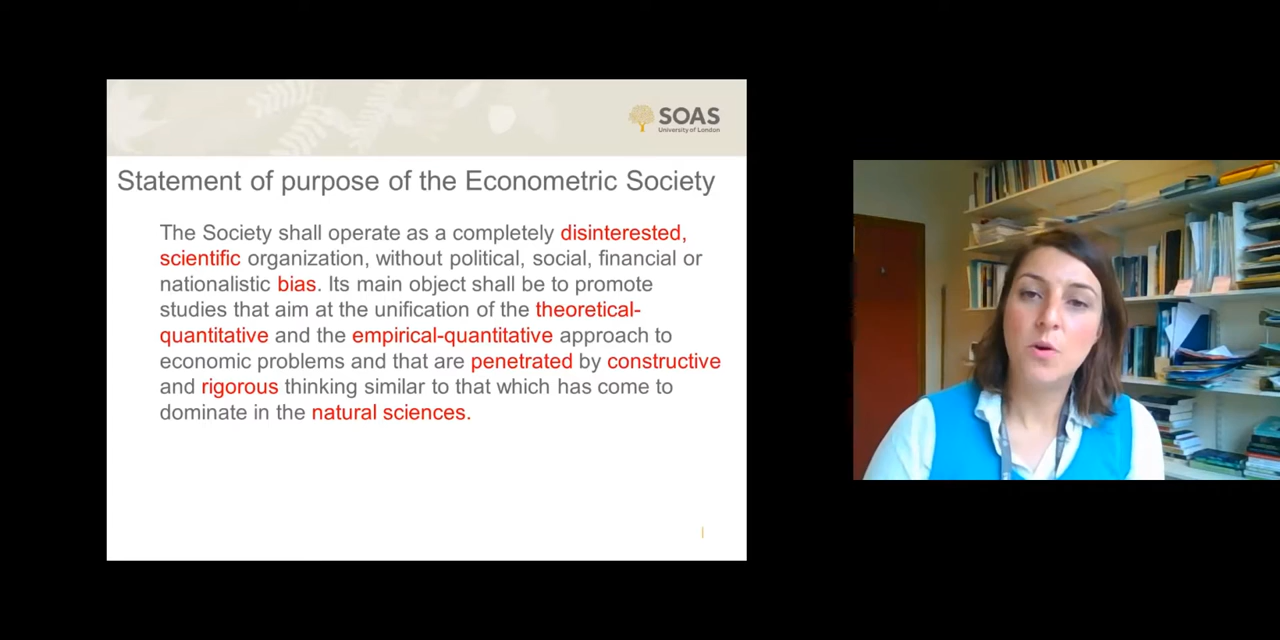 SOAS
University of London
Statement of purpose of the Econometric Society
The Society shall operate as a completely disinterested,
scientific organization, without political, social, financial or
nationalistic bias. Its main object shall be to promote
studies that aim at the unification of the theoretical-
quantitative and the empirical-quantitative approach to
economic problems and that are penetrated by constructive
and rigorous thinking similar to that which has come to
dominate in the natural sciences.